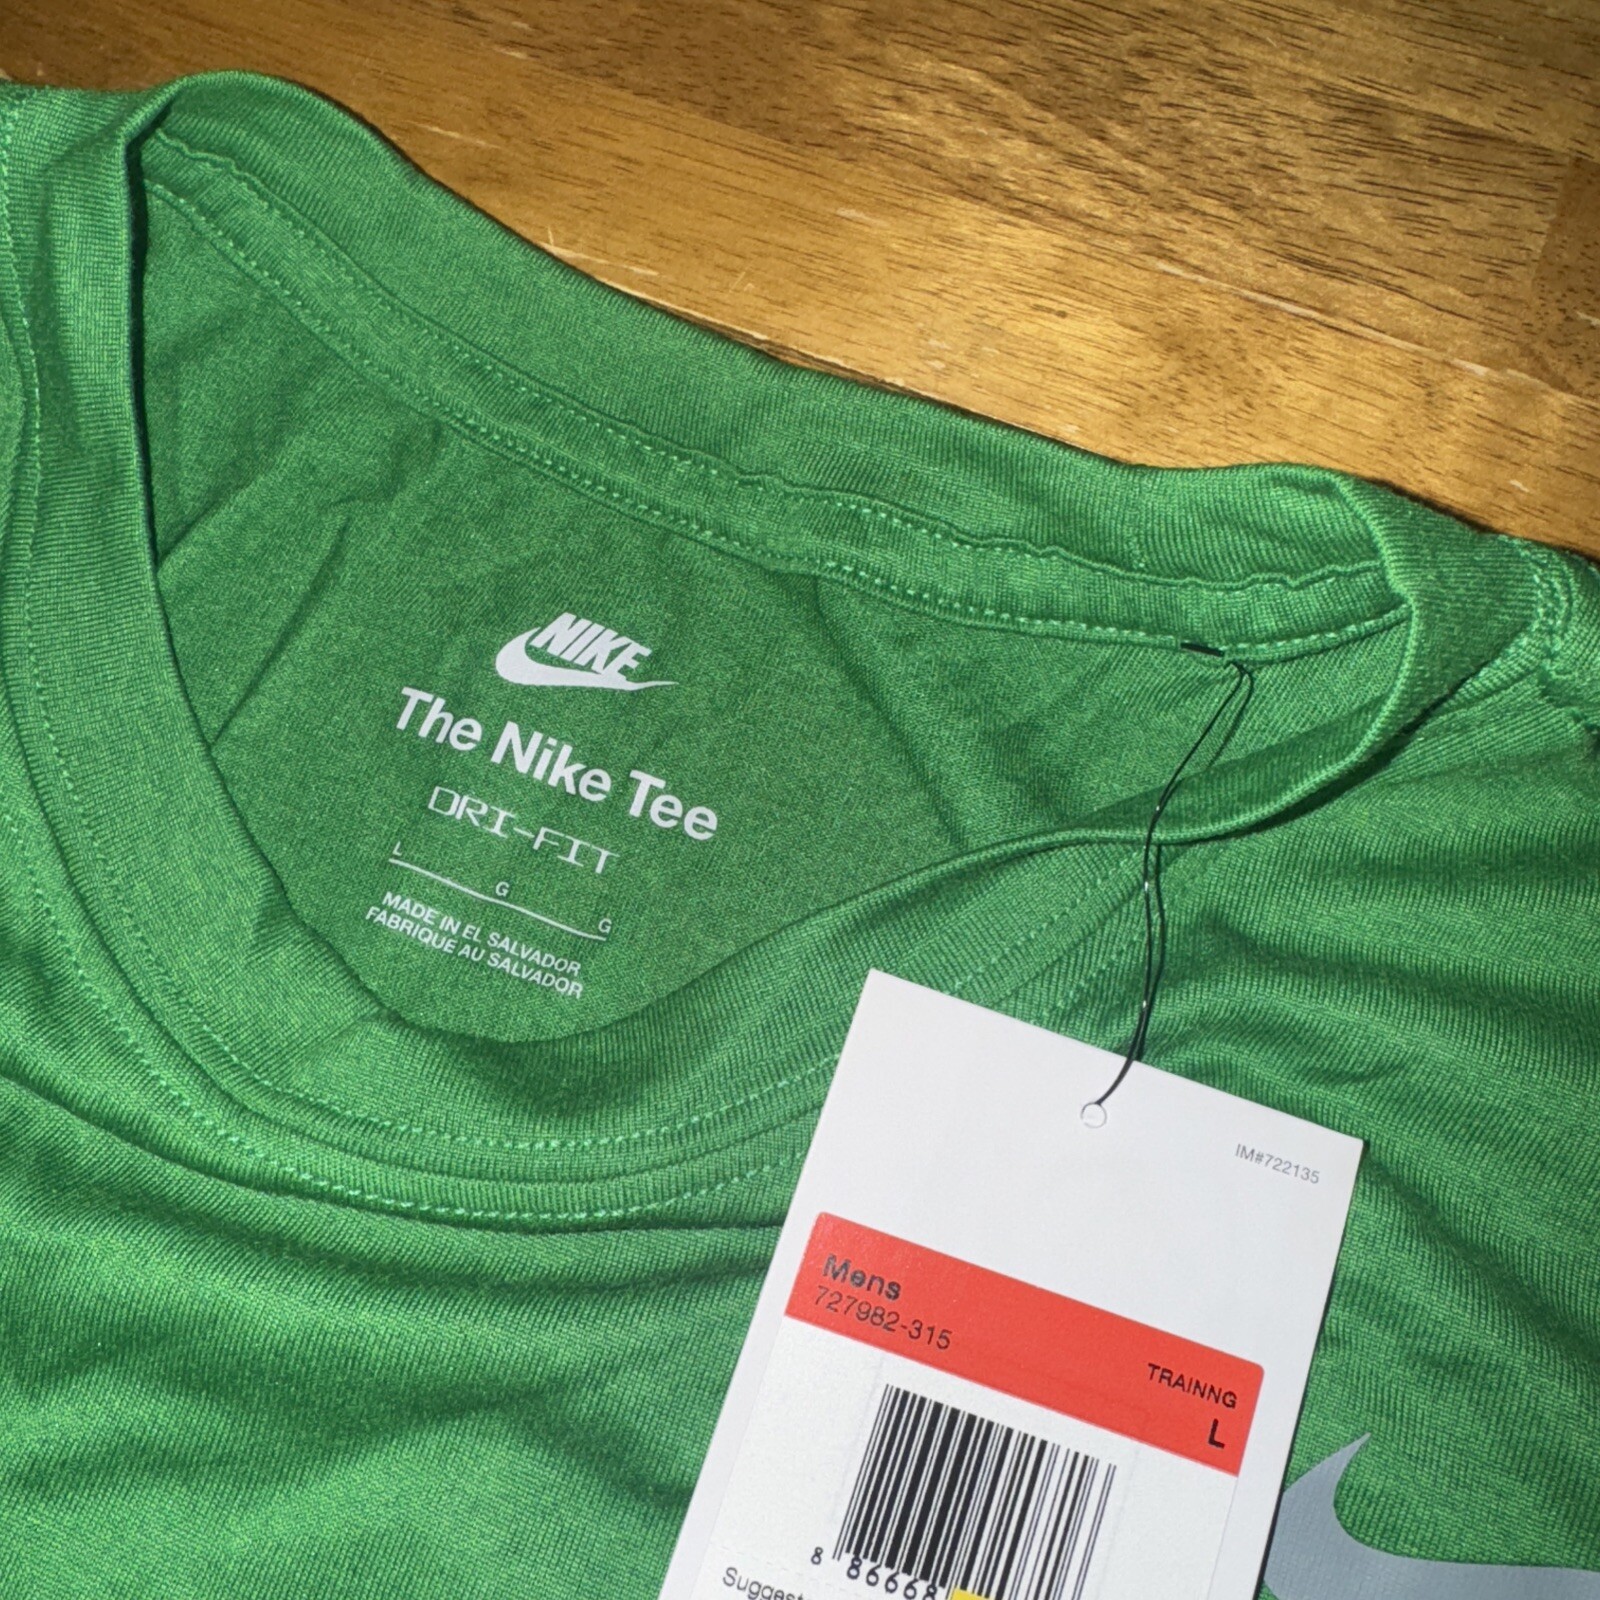 NIKE
The Nike Tee
DRI-FIT
L G G
MADE IN EL SALVADOR
FABRIQUE AU SALVADOR
IM#722135
Mens
727982-315
TRAINNG
L
8 86668